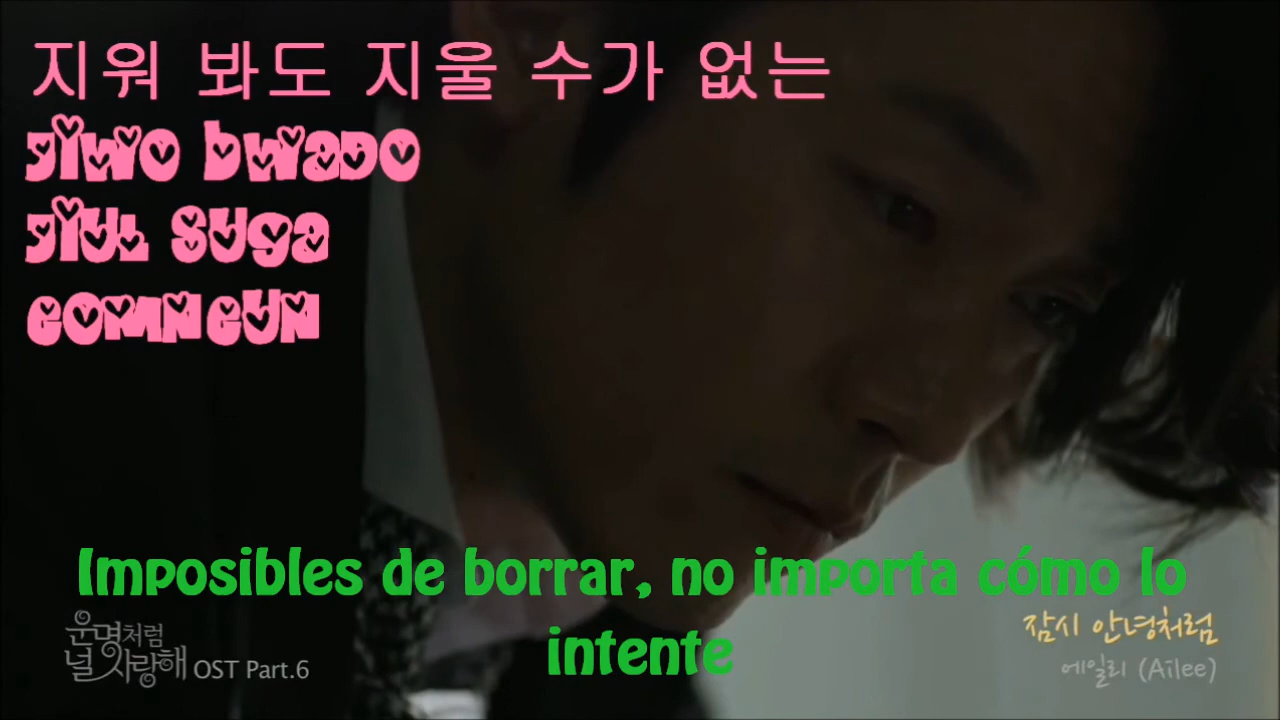 지워 봐도 지울 수가 없는
Jiwo bwado
jiul suga
eomneun
Imposibles de borrar, no importa cómo lo
intente
운명처럼
널 사랑해 OST Part.6
잠시 안녕처럼
에일리 (Ailee)